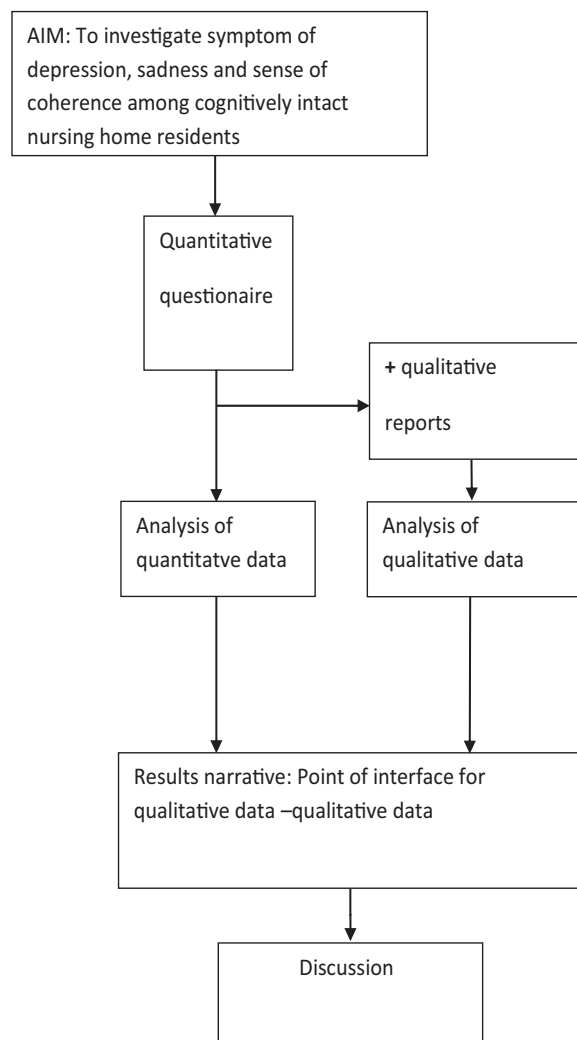 AIM: To investigate symptom of
depression, sadness and sense of
coherence among cognitively intact
nursing home residents
Quantitative
questionaire
+ qualitative
reports
Analysis of
quantitatve data
Analysis of
qualitative data
Results narrative: Point of interface for
qualitative data –qualitative data
Discussion